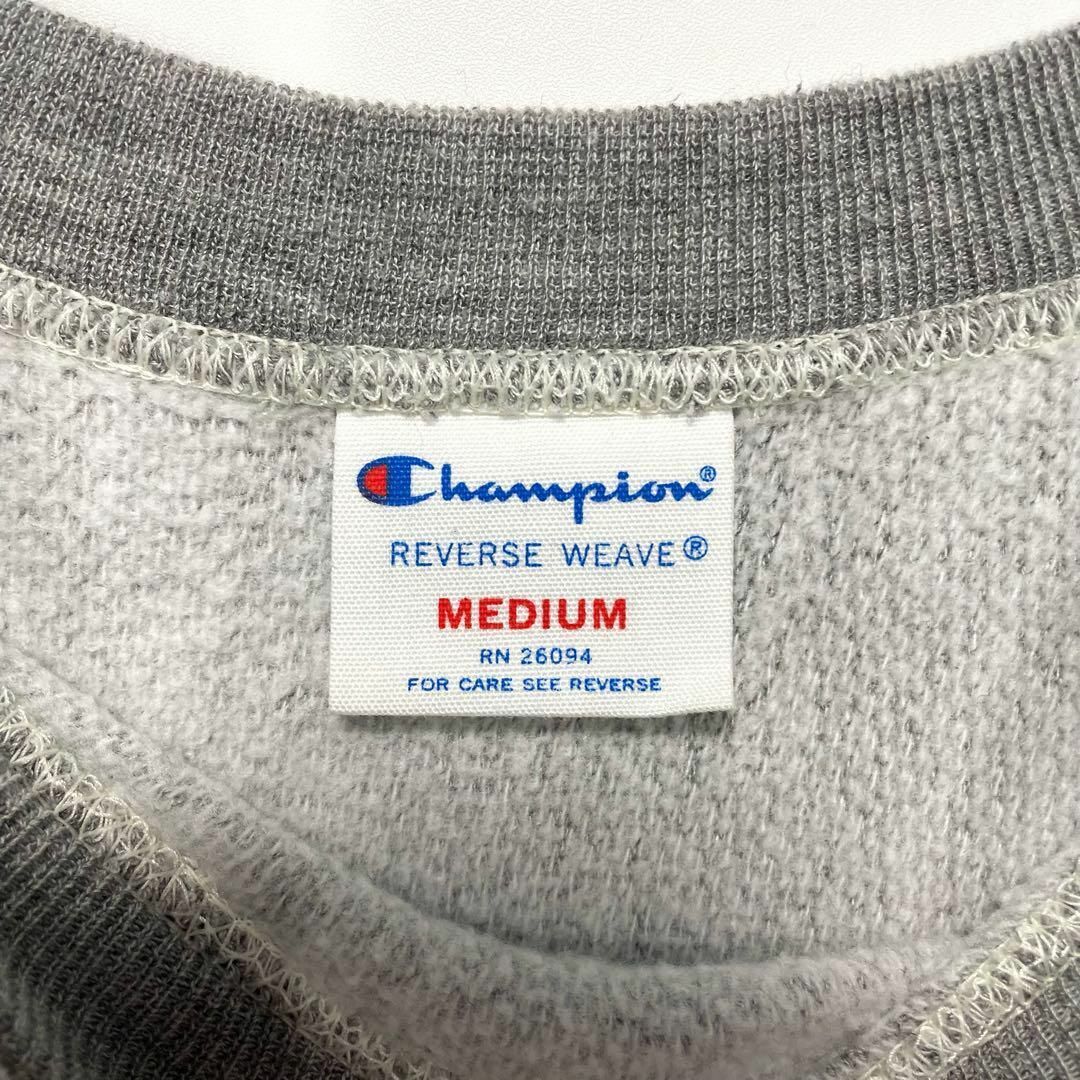 Champion®
REVERSE WEAVE®
MEDIUM
RN 26094
FOR CARE SEE REVERSE